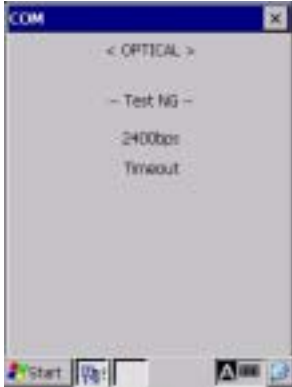 COM
< OPTICAL >
-- Test NG --
2400bps
Timeout
Start
A